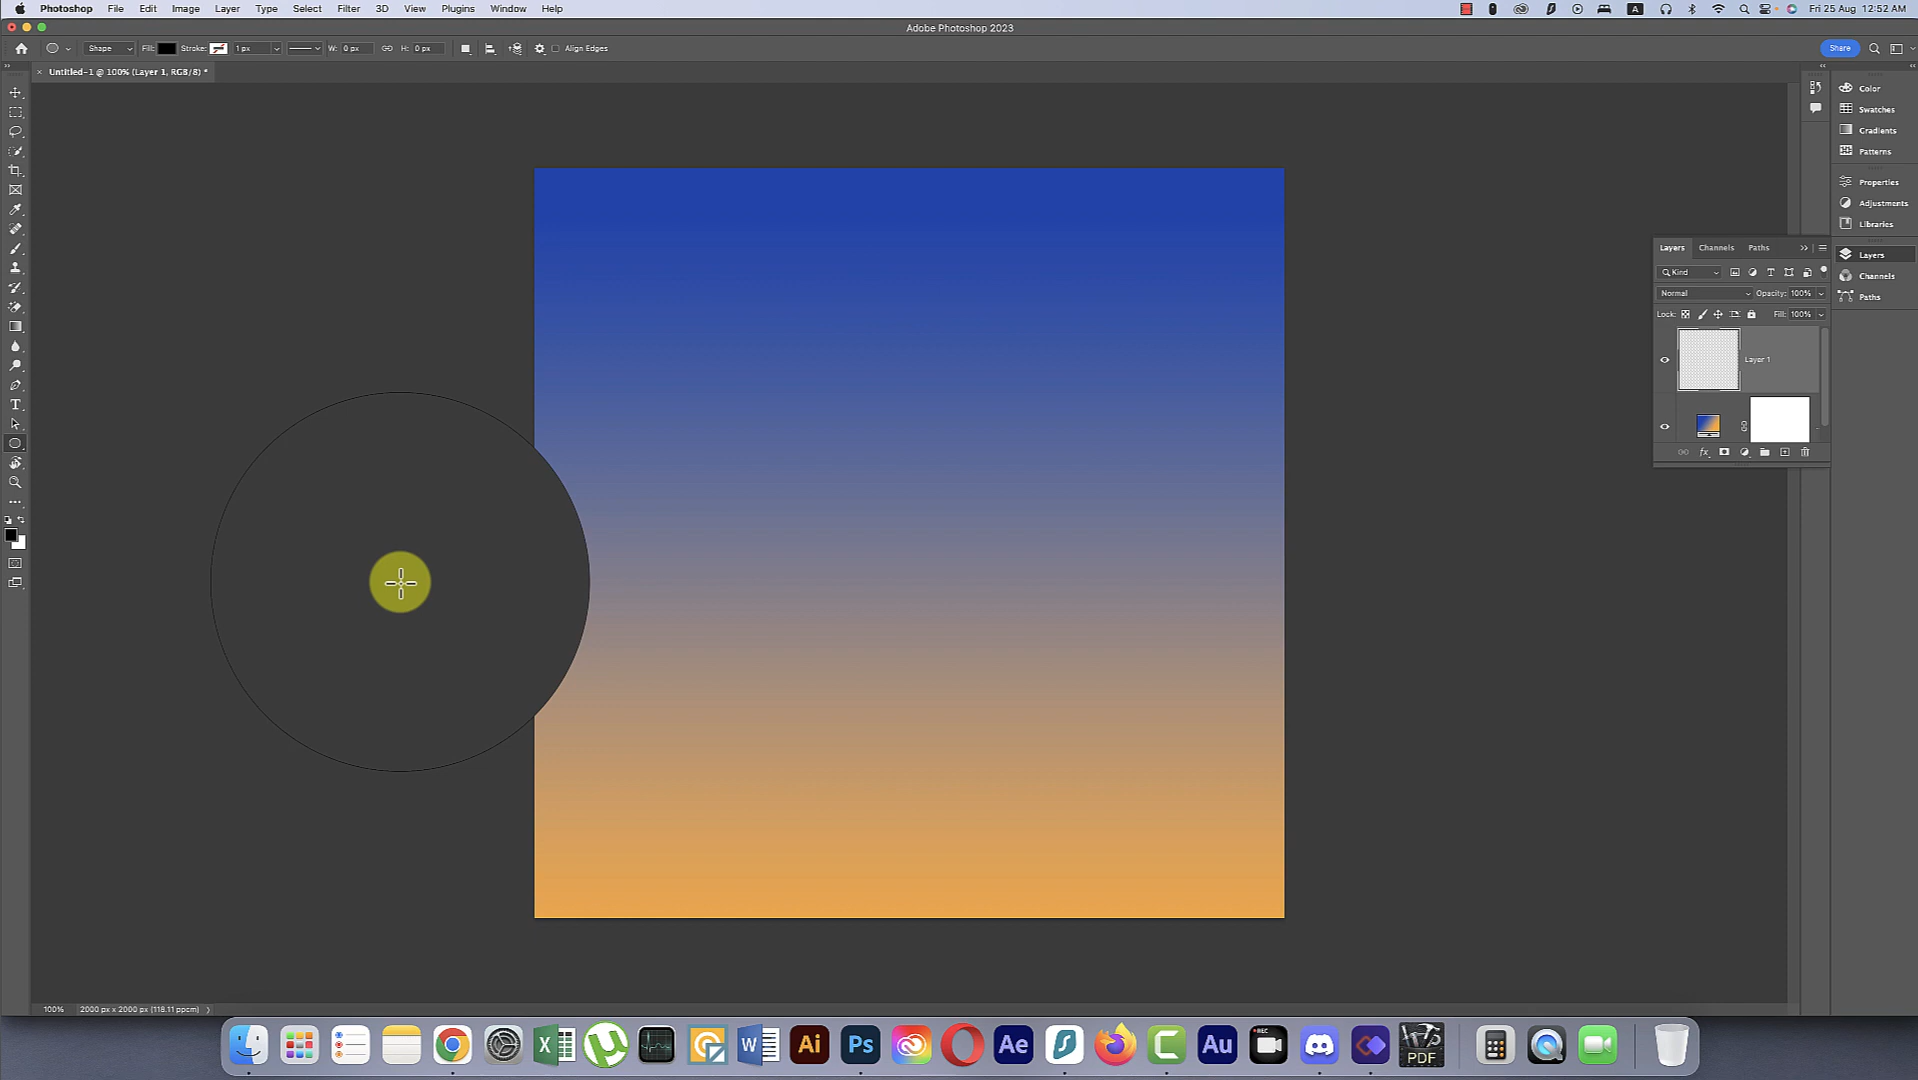 Photoshop File Edit Image Layer Type Select Filter 3D View Plugins Window Help A Fri 25 Aug 12:52 AM
Adobe Photoshop 2023
Shape Fill: Stroke: 1 px W: 0 px H: 0 px Align Edges Share
× Untitled-1 @ 100% (Layer 1, RGB/8) *
Color
Swatches
Gradients
Patterns
Properties
Adjustments
Libraries
Layers
Channels
Paths
Layers Channels Paths
Kind
Normal Opacity: 100%
Lock: Fill: 100%
Layer 1
fx
T
100% 2000 px x 2000 px (118.11 ppcm)
X W Ai Ps Ae Au REC PDF